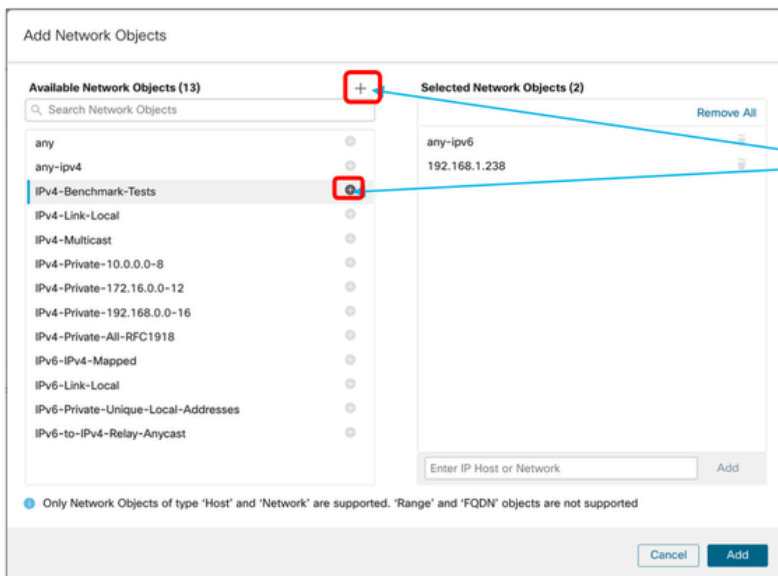 Add Network Objects
Available Network Objects (13)
Search Network Objects
any
any-ipv4
IPv4-Benchmark-Tests
IPv4-Link-Local
IPv4-Multicast
IPv4-Private-10.0.0.0-8
IPv4-Private-172.16.0.0-12
IPv4-Private-192.168.0.0-16
IPv4-Private-All-RFC1918
IPv6-IPv4-Mapped
IPv6-Link-Local
IPv6-Private-Unique-Local-Addresses
IPv6-to-IPv4-Relay-Anycast
Selected Network Objects (2)
Remove All
any-ipv6
192.168.1.238
Enter IP Host or Network
Add
Only Network Objects of type 'Host' and 'Network' are supported. 'Range' and 'FQDN' objects are not supported
Cancel
Add